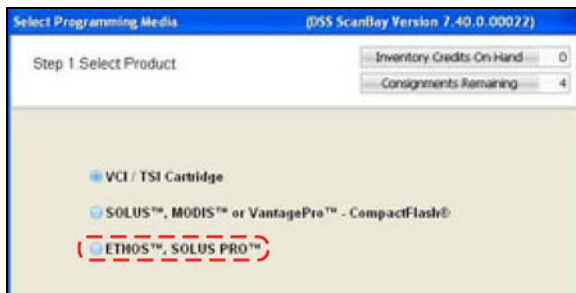 Select Programming Media (DSS ScanBay Version 7.40.0.00022)
Step 1.Select Product
Inventory Credits On Hand 0
Consignments Remaining 4
VCI / TSI Cartridge
SOLUS™, MODIS™ or VantagePro™ - CompactFlash®
ETHOS™, SOLUS PRO™